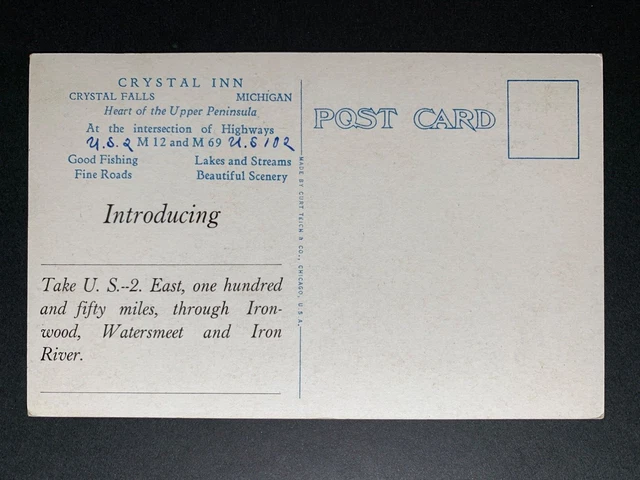 CRYSTAL INN
CRYSTAL FALLS MICHIGAN
Heart of the Upper Peninsula
At the intersection of Highways
U.S. 2 M 12 and M 69 U.S 102
Good Fishing Lakes and Streams
Fine Roads Beautiful Scenery
Introducing
Take U. S.--2. East, one hundred
and fifty miles, through Iron-
wood, Watersmeet and Iron
River.
MADE BY CURT TEICH & CO., CHICAGO, U.S.A.
POST CARD